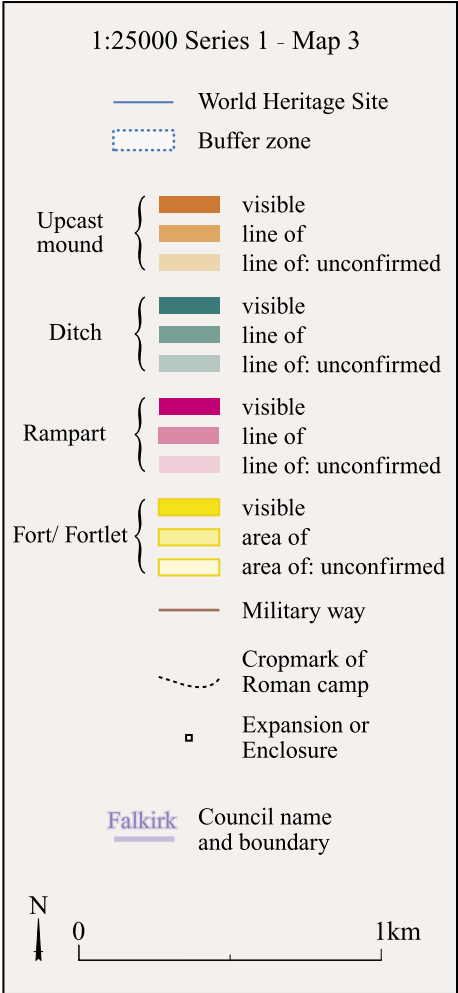 1:25000 Series 1 - Map 3
World Heritage Site
Buffer zone
Upcast
mound
visible
line of
line of: unconfirmed
Ditch
visible
line of
line of: unconfirmed
Rampart
visible
line of
line of: unconfirmed
Fort/ Fortlet
visible
area of
area of: unconfirmed
Military way
Cropmark of
Roman camp
Expansion or
Enclosure
Falkirk
Council name
and boundary
N
0 1km